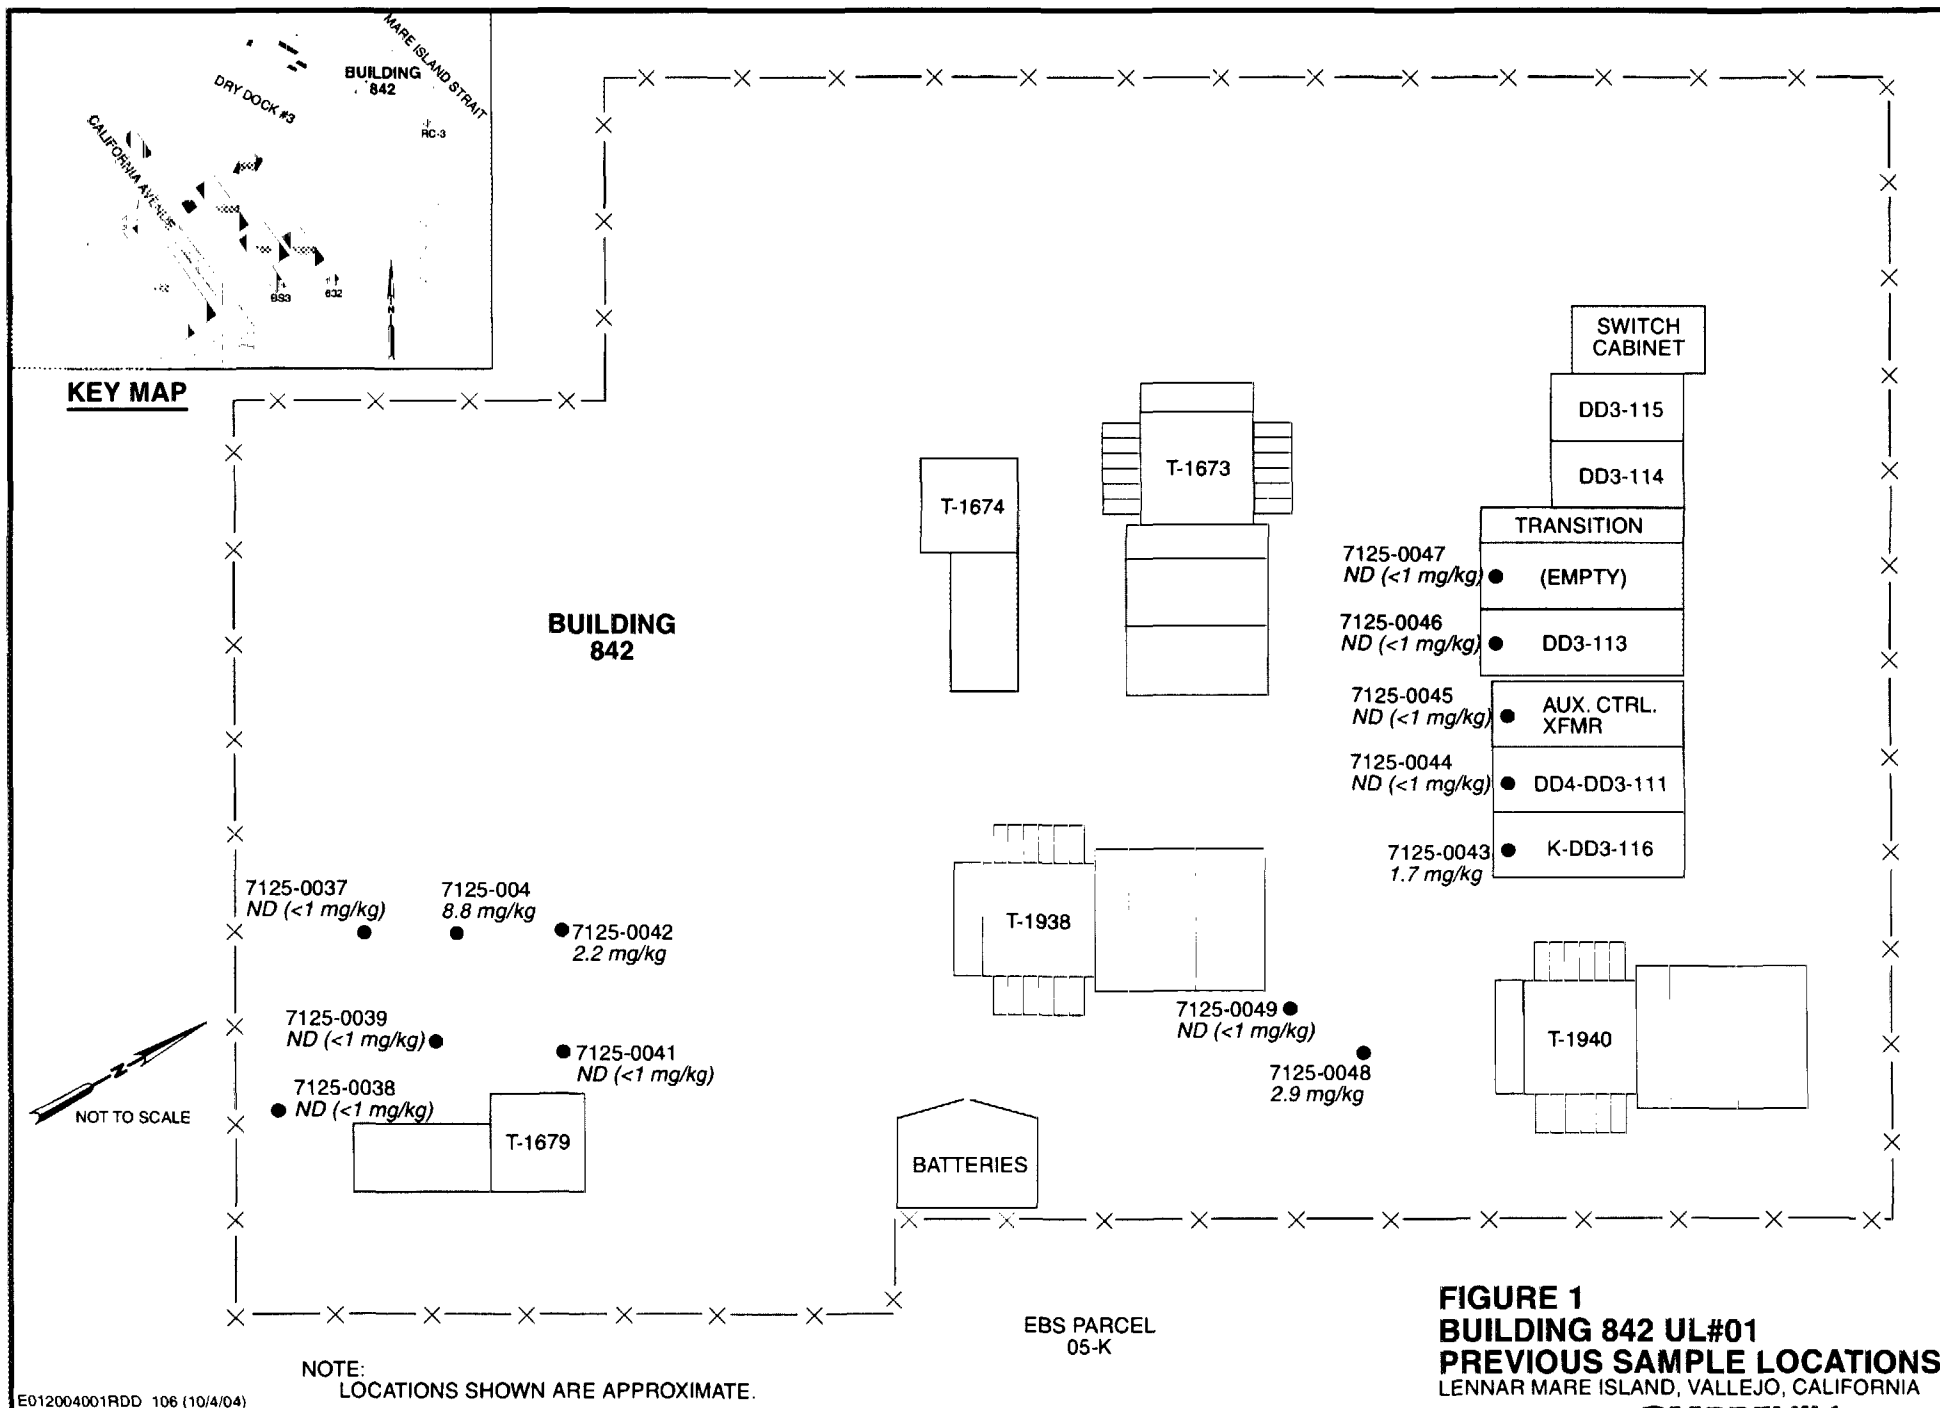 MARE ISLAND STRAIT
BUILDING
842
DRY DOCK #3
RC-3
CALIFORNIA AVENUE
BS3
832
N
KEY MAP
SWITCH
CABINET
DD3-115
DD3-114
TRANSITION
(EMPTY)
DD3-113
AUX. CTRL.
XFMR
DD4-DD3-111
K-DD3-116
T-1673
T-1674
7125-0047
ND (<1 mg/kg)
7125-0046
ND (<1 mg/kg)
7125-0045
ND (<1 mg/kg)
7125-0044
ND (<1 mg/kg)
7125-0043
1.7 mg/kg
BUILDING
842
7125-0037
ND (<1 mg/kg)
7125-004
8.8 mg/kg
7125-0042
2.2 mg/kg
T-1938
7125-0039
ND (<1 mg/kg)
7125-0041
ND (<1 mg/kg)
7125-0038
ND (<1 mg/kg)
7125-0049
ND (<1 mg/kg)
7125-0048
2.9 mg/kg
T-1940
N
NOT TO SCALE
T-1679
BATTERIES
EBS PARCEL
05-K
NOTE:
LOCATIONS SHOWN ARE APPROXIMATE.
E012004001RDD_106 (10/4/04)
FIGURE 1
BUILDING 842 UL#01
PREVIOUS SAMPLE LOCATIONS
LENNAR MARE ISLAND, VALLEJO, CALIFORNIA